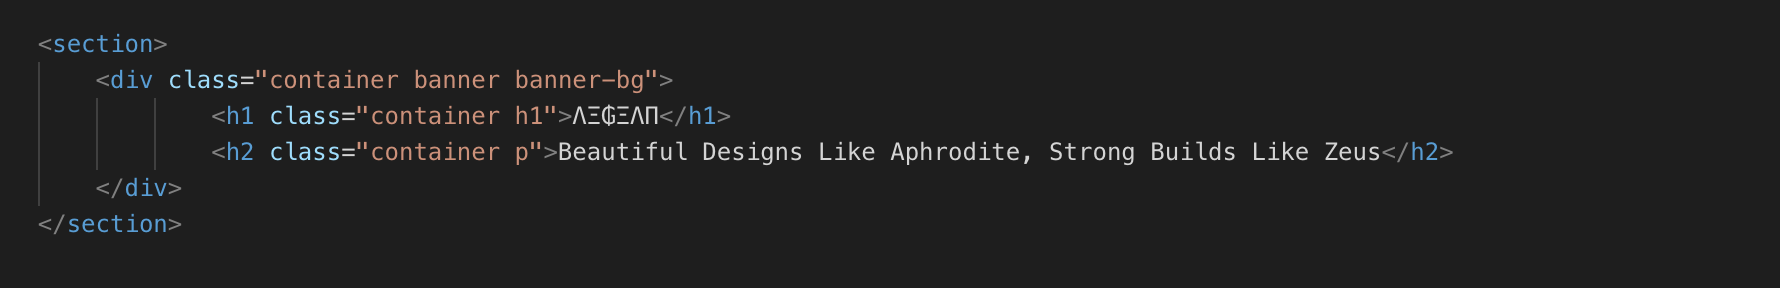 <section>
<div class="container banner banner-bg">
<h1 class="container h1">ΛΞ₲ΞΛΠ</h1>
<h2 class="container p">Beautiful Designs Like Aphrodite, Strong Builds Like Zeus</h2>
</div>
</section>